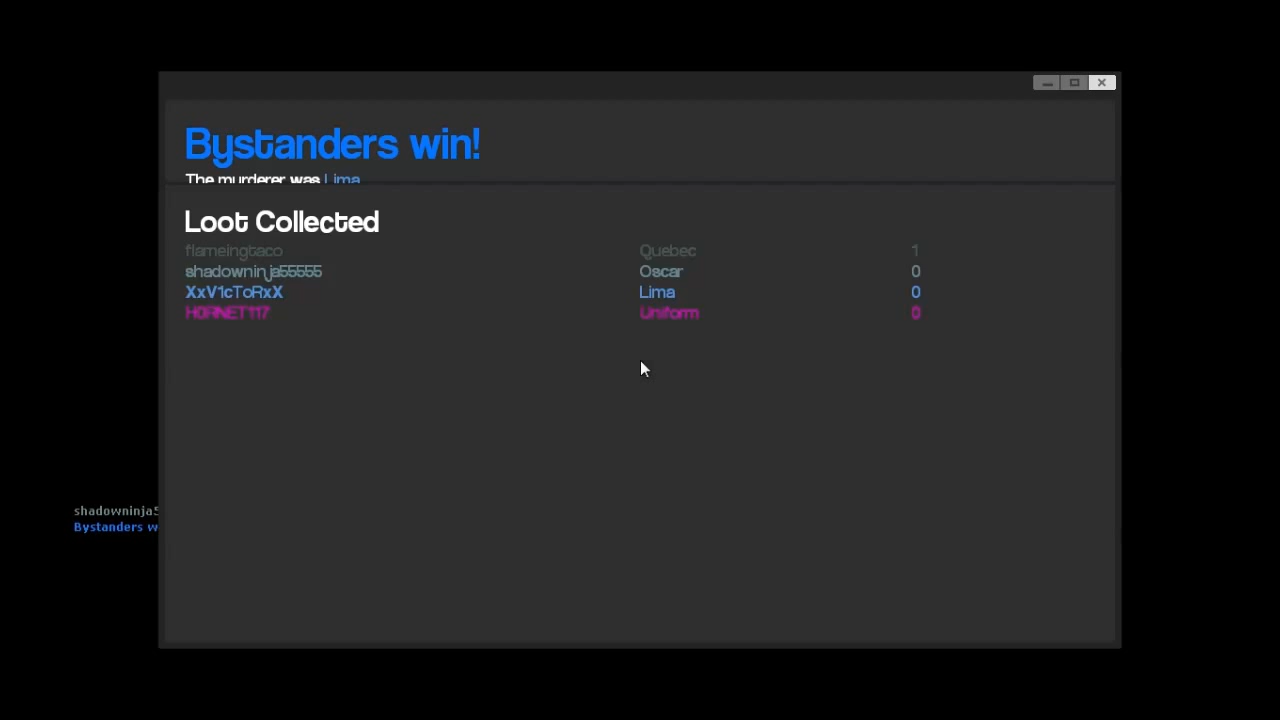 Bystanders win!
The murderer was Lima
Loot Collected
flameingtaco Quebec 1
shadowninja55555 Oscar 0
XxV1cToRxX Lima 0
H0RNET117 Uniform 0
shadowninja5
Bystanders w